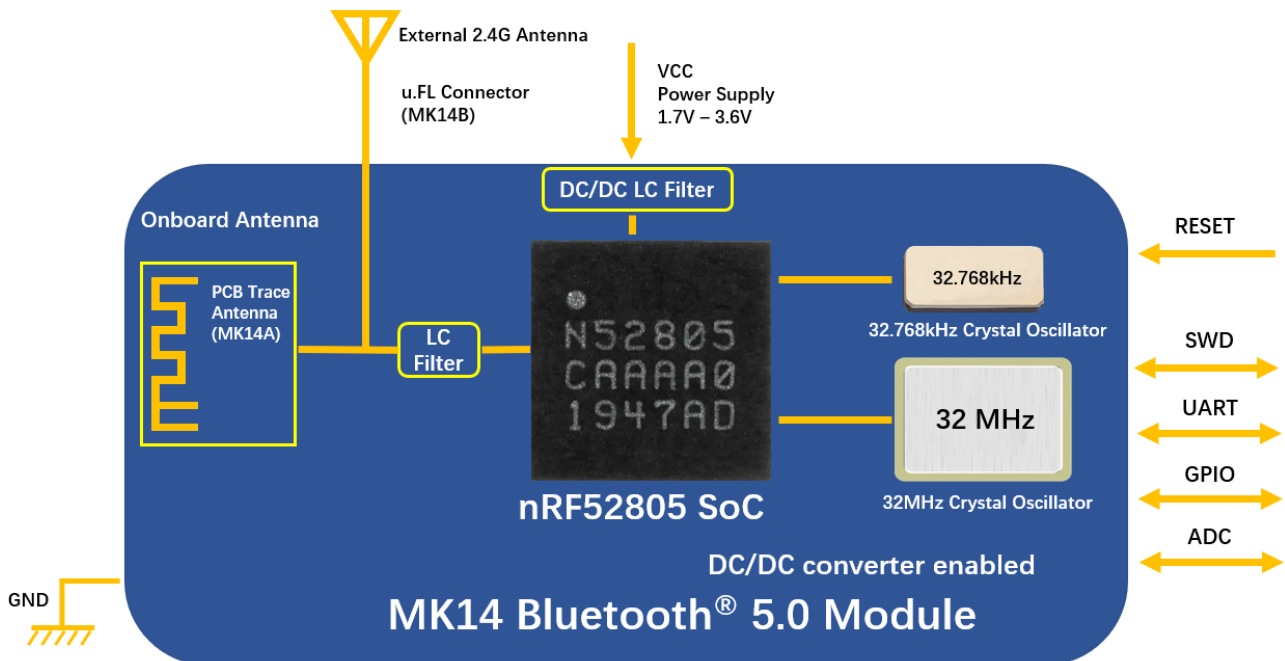 External 2.4G Antenna
u.FL Connector
(MK14B)
VCC
Power Supply
1.7V – 3.6V
DC/DC LC Filter
Onboard Antenna
PCB Trace
Antenna
(MK14A)
LC
Filter
N52805
CAAAA0
1947AD
nRF52805 SoC
32.768kHz
32.768kHz Crystal Oscillator
32 MHz
32MHz Crystal Oscillator
RESET
SWD
UART
GPIO
ADC
DC/DC converter enabled
GND
MK14 Bluetooth® 5.0 Module